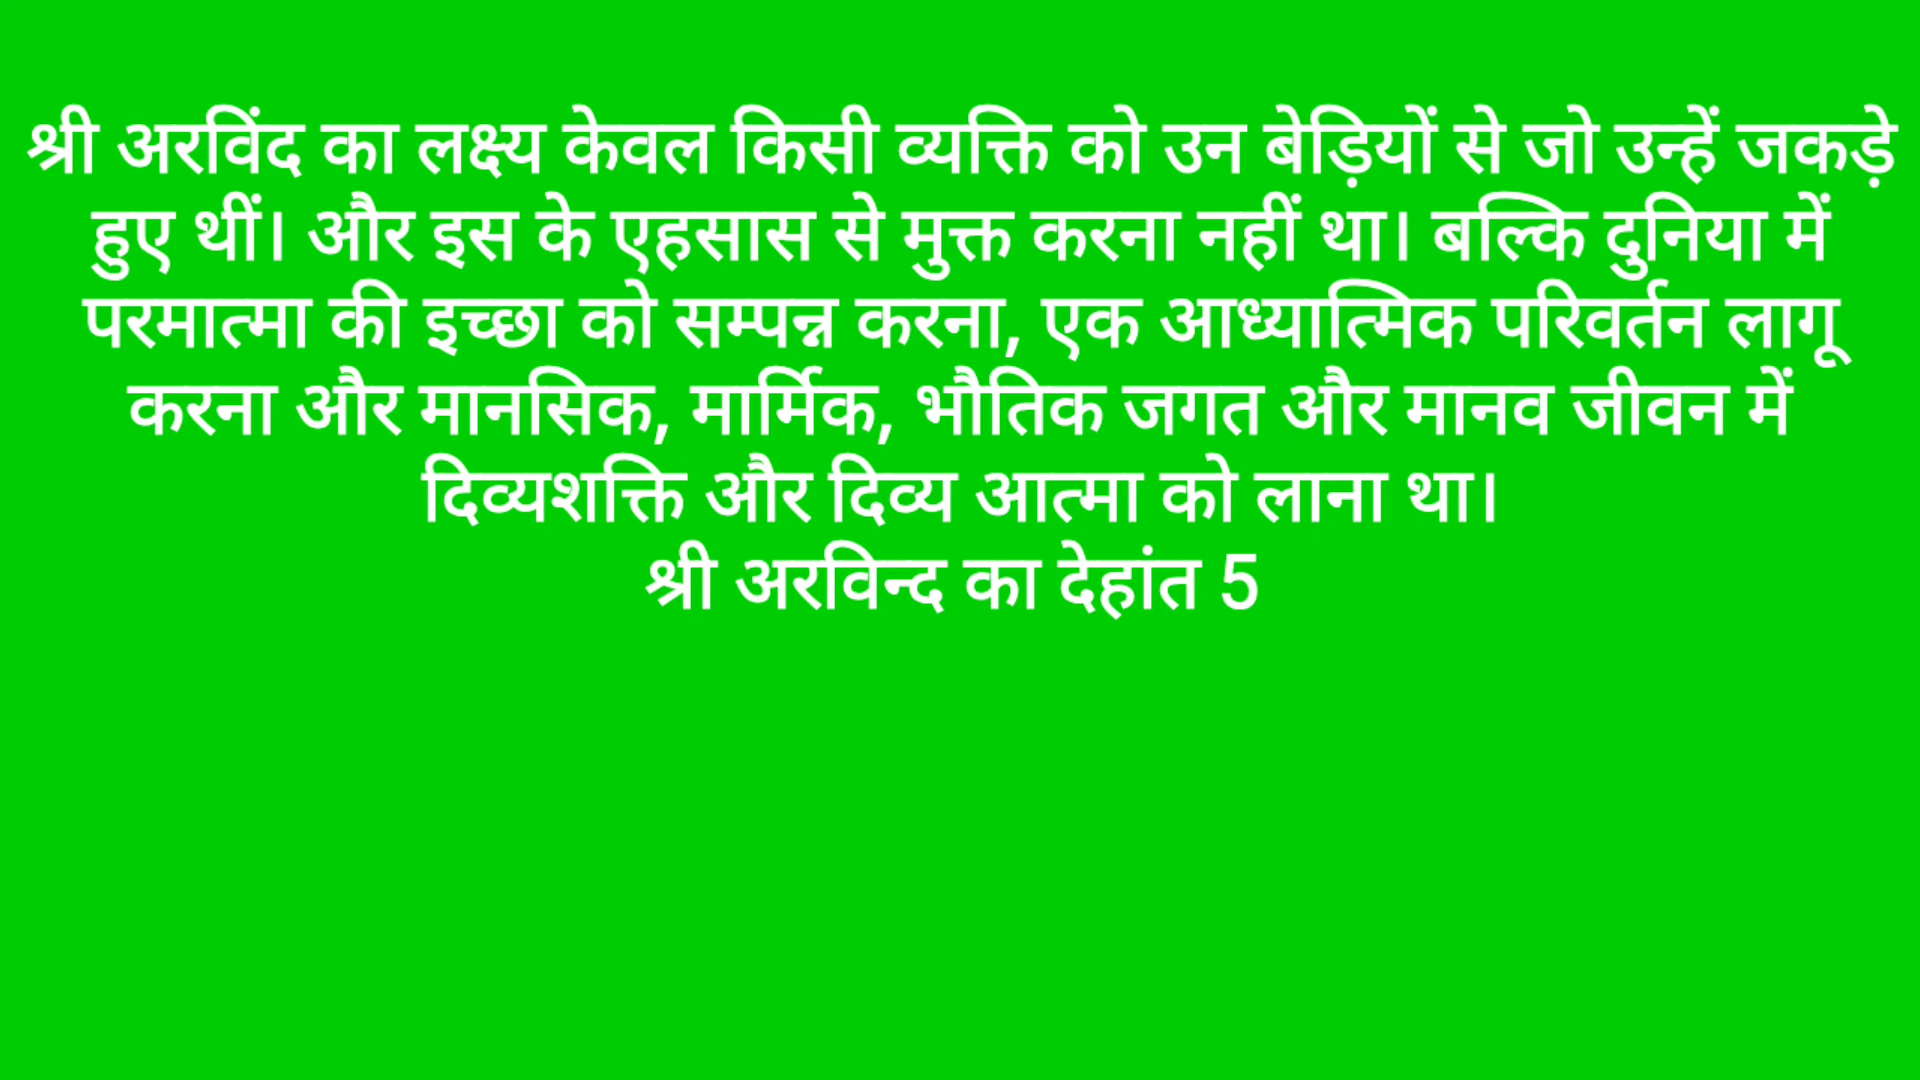 श्री अरविंद का लक्ष्य केवल किसी व्यक्ति को उन बेड़ियों से जो उन्हें जकड़े
हुए थीं। और इस के एहसास से मुक्त करना नहीं था। बल्कि दुनिया में
परमात्मा की इच्छा को सम्पन्न करना, एक आध्यात्मिक परिवर्तन लागू
करना और मानसिक, मार्मिक, भौतिक जगत और मानव जीवन में
दिव्यशक्ति और दिव्य आत्मा को लाना था।
श्री अरविन्द का देहांत 5